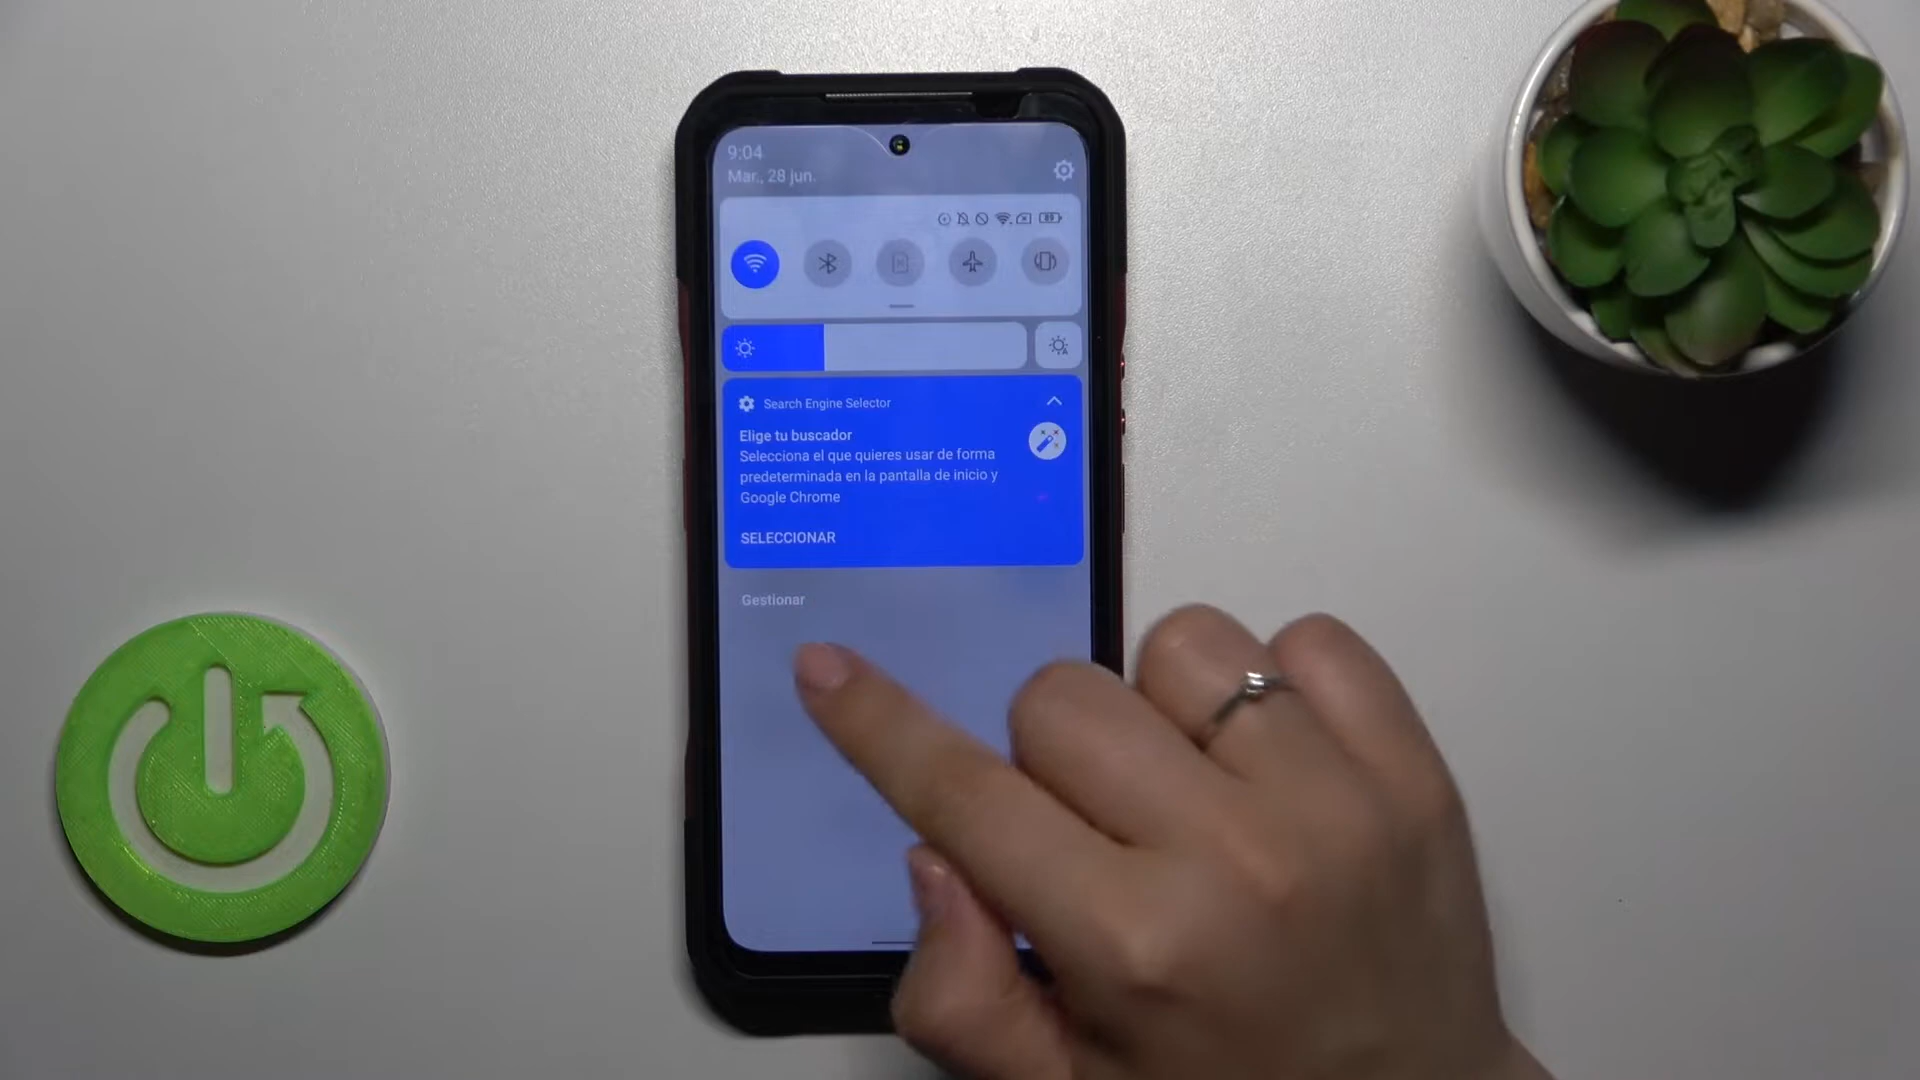 9:04
Mar., 28 jun.
89
Search Engine Selector
Elige tu buscador
Selecciona el que quieres usar de forma
predeterminada en la pantalla de inicio y
Google Chrome
SELECCIONAR
Gestionar